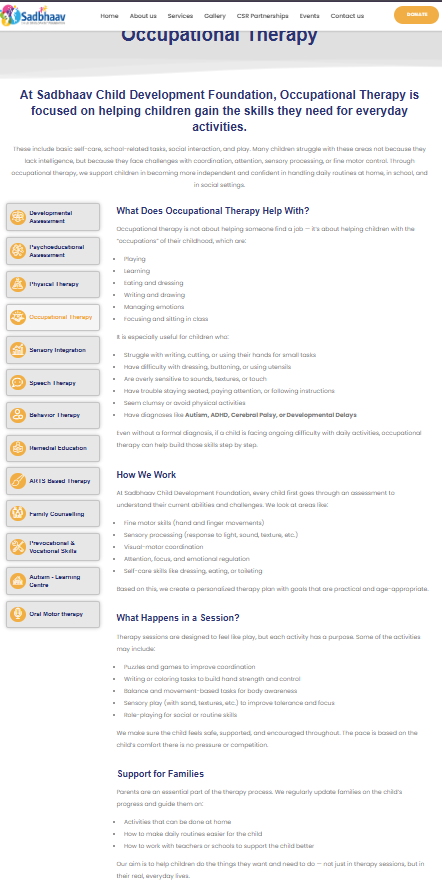 Sadbhaav
Home About us Services Gallery CSR Partnerships Events Contact us
DONATE
Occupational Therapy
At Sadbhaav Child Development Foundation, Occupational Therapy is
focused on helping children gain the skills they need for everyday
activities.
These include basic self-care, school-related tasks, social interaction, and play. Many children struggle with these areas not because they
lack intelligence, but because they face challenges with coordination, attention, sensory processing, or fine motor control. Through
occupational therapy, we support children in becoming more independent and confident in handling daily routines at home, in school, and
in social settings.
Developmental
Assessment
Psychoeducational
Assessment
Physical Therapy
Occupational Therapy
Sensory Integration
Speech Therapy
Behavior Therapy
Remedial Education
ARTS Based Therapy
Family Counselling
Prevocational &
Vocational Skills
Autism - Learning
Centre
Oral Motor therapy
What Does Occupational Therapy Help With?
Occupational therapy is not about helping someone find a job — it's about helping children with the
"occupations" of their childhood, which are:
• Playing
• Learning
• Eating and dressing
• Writing and drawing
• Managing emotions
• Focusing and sitting in class
It is especially useful for children who:
• Struggle with writing, cutting, or using their hands for small tasks
• Have difficulty with dressing, buttoning, or using utensils
• Are overly sensitive to sounds, textures, or touch
• Have trouble staying seated, paying attention, or following instructions
• Seem clumsy or avoid physical activities
• Have diagnoses like Autism, ADHD, Cerebral Palsy, or Developmental Delays
Even without a formal diagnosis, if a child is facing ongoing difficulty with daily activities, occupational
therapy can help build those skills step by step.
How We Work
At Sadbhaav Child Development Foundation, every child first goes through an assessment to
understand their current abilities and challenges. We look at areas like:
• Fine motor skills (hand and finger movements)
• Sensory processing (response to light, sound, texture, etc.)
• Visual-motor coordination
• Attention, focus, and emotional regulation
• Self-care skills like dressing, eating, or toileting
Based on this, we create a personalized therapy plan with goals that are practical and age-appropriate.
What Happens in a Session?
Therapy sessions are designed to feel like play, but each activity has a purpose. Some of the activities
may include:
• Puzzles and games to improve coordination
• Writing or coloring tasks to build hand strength and control
• Balance and movement-based tasks for body awareness
• Sensory play (with sand, textures, etc.) to improve tolerance and focus
• Role-playing for social or routine skills
We make sure the child feels safe, supported, and encouraged throughout. The pace is based on the
child's comfort there is no pressure or competition.
Support for Families
Parents are an essential part of the therapy process. We regularly update families on the child's
progress and guide them on:
• Activities that can be done at home
• How to make daily routines easier for the child
• How to work with teachers or schools to support the child better
Our aim is to help children do the things they want and need to do — not just in therapy sessions, but in
their real, everyday lives.